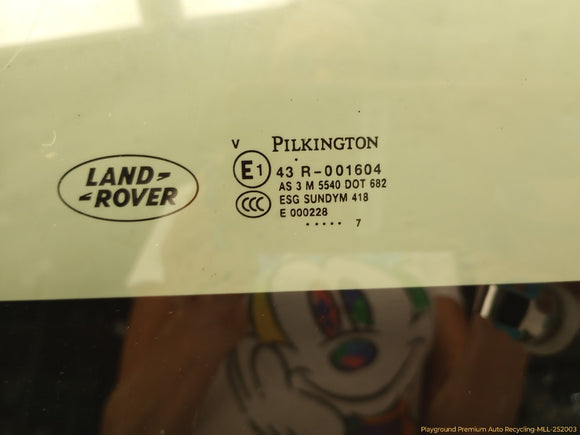 LAND-
-ROVER
V PILKINGTON
E1 43 R-001604
AS 3 M 5540 DOT 682
CCC ESG SUNDYM 418
E 000228
..... 7
Playground Premium Auto Recycling-MLL-252003